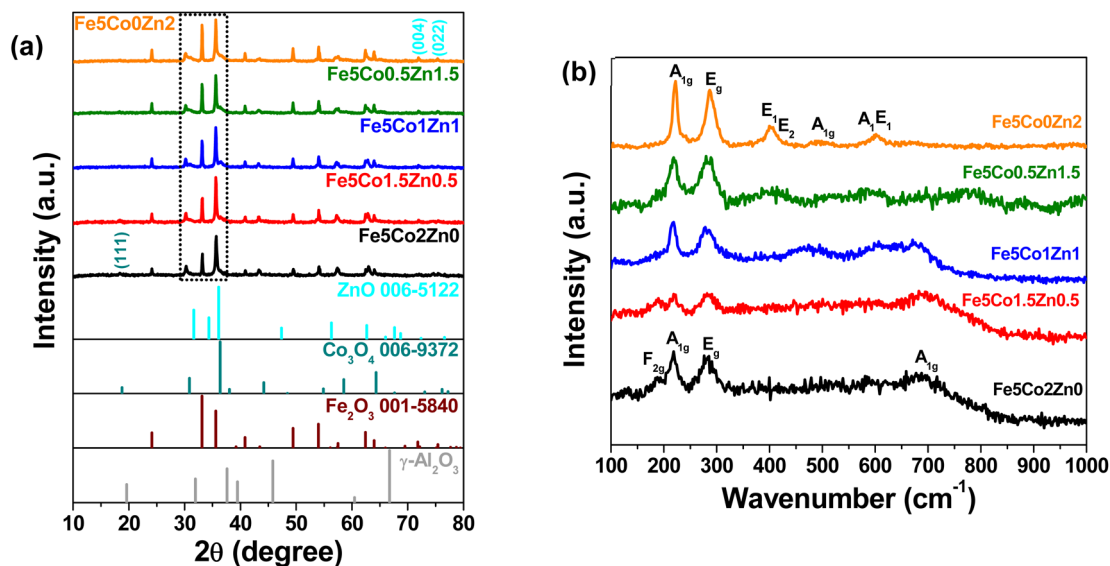 (a)
Fe5Co0Zn2
(004)
(022)
Fe5Co0.5Zn1.5
Fe5Co1Zn1
Fe5Co1.5Zn0.5
Fe5Co2Zn0
(111)
ZnO 006-5122
Co₃O₄ 006-9372
Fe₂O₃ 001-5840
γ-Al₂O₃
Intensity (a.u.)
10 20 30 40 50 60 70 80
2θ (degree)
(b)
A₁g E_g
E₁ E₂ A₁g A₁ E₁
Fe5Co0Zn2
Fe5Co0.5Zn1.5
Fe5Co1Zn1
Fe5Co1.5Zn0.5
F₂g A₁g E_g A₁g
Fe5Co2Zn0
Intensity (a.u.)
100 200 300 400 500 600 700 800 900 1000
Wavenumber (cm⁻¹)